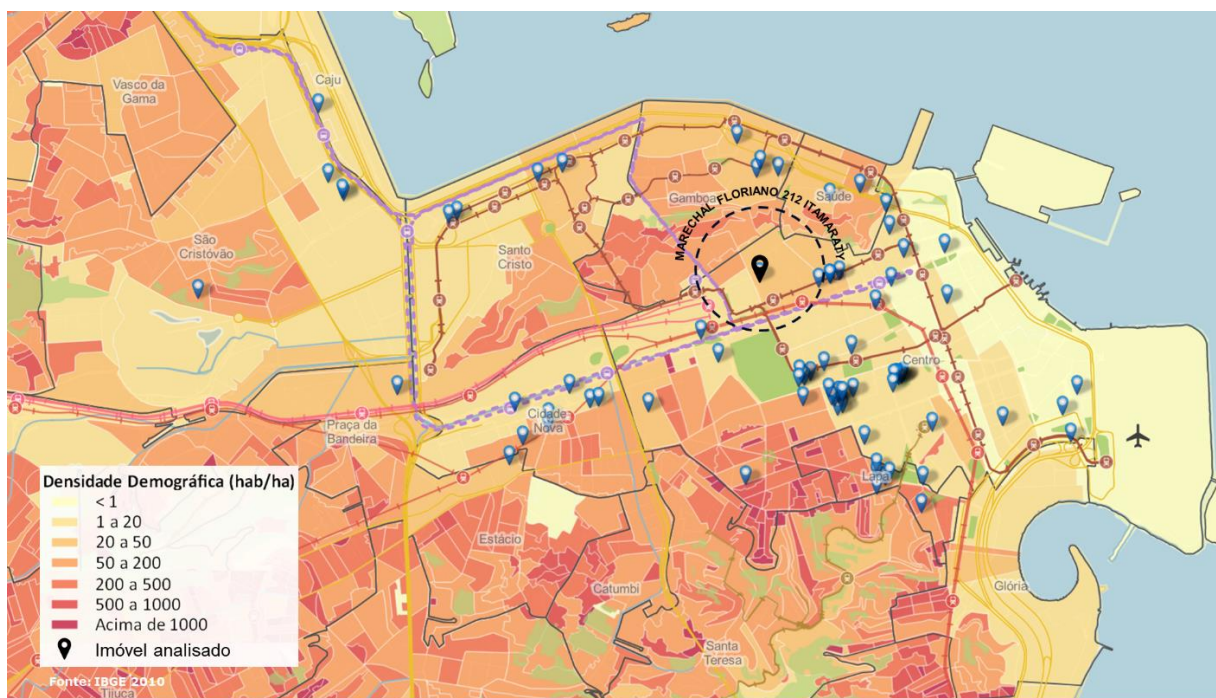 Caju
Vasco da
Gama
São
Cristóvão
Santo
Cristo
Gamboa
Saúde
MARECHAL FLORIANO 212 ITAMARATIY
Centro
Cidade
Nova
Praça da
Bandeira
Lapa
Estácio
Catumbi
Glória
Santa
Teresa
Tijuca
Densidade Demográfica (hab/ha)
< 1
1 a 20
20 a 50
50 a 200
200 a 500
500 a 1000
Acima de 1000
Imóvel analisado
Fonte: IBGE 2010